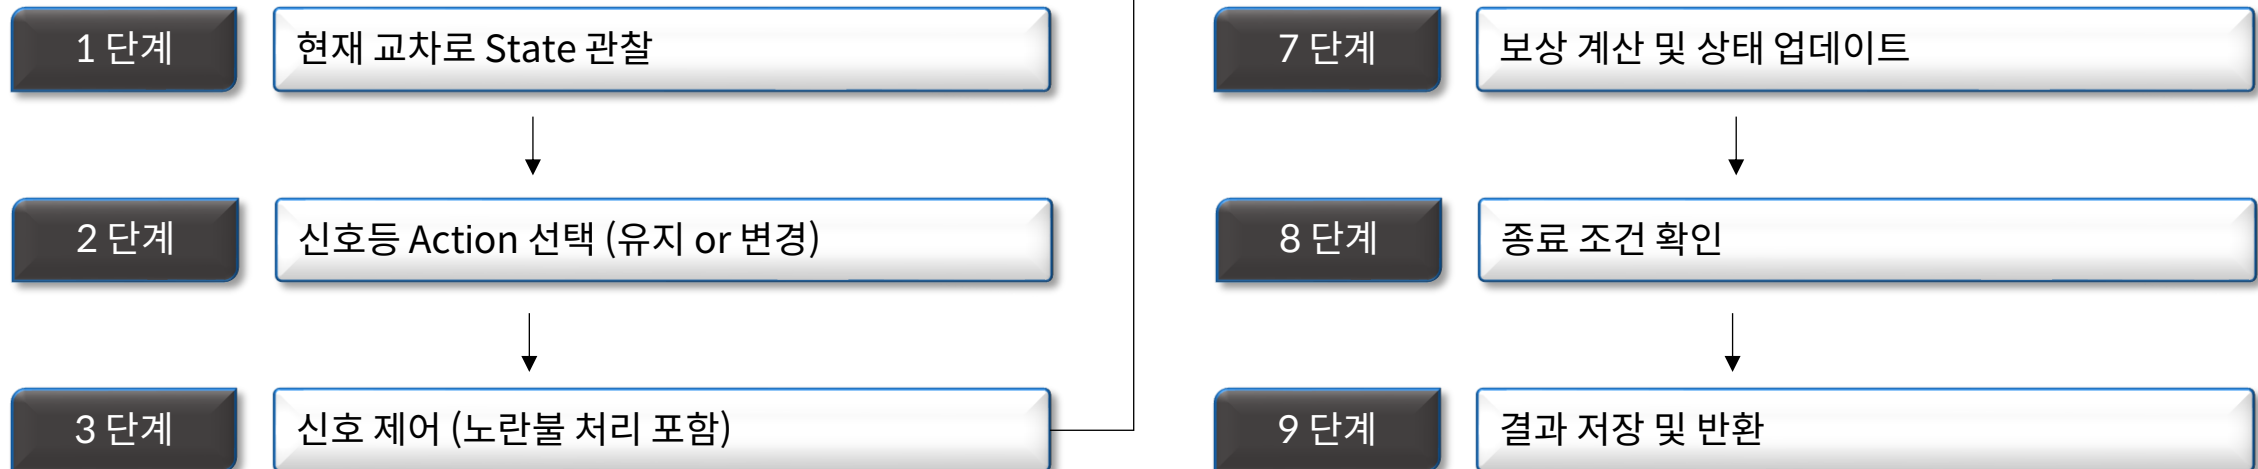 1 단계
현재 교차로 State 관찰
2 단계
신호등 Action 선택 (유지 or 변경)
3 단계
신호 제어 (노란불 처리 포함)
7 단계
보상 계산 및 상태 업데이트
8 단계
종료 조건 확인
9 단계
결과 저장 및 반환